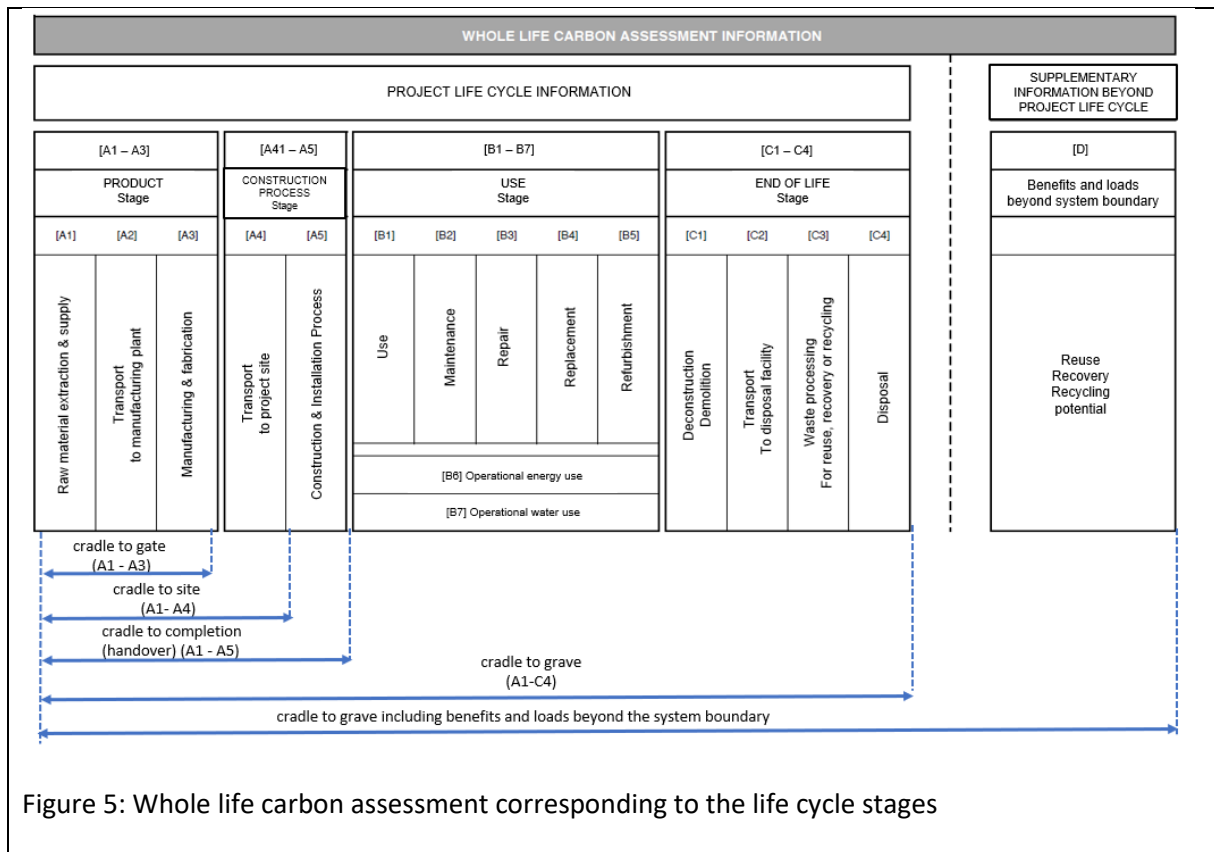 WHOLE LIFE CARBON ASSESSMENT INFORMATION
PROJECT LIFE CYCLE INFORMATION
SUPPLEMENTARY
INFORMATION BEYOND
PROJECT LIFE CYCLE
[A1 – A3]
[A41 – A5]
[B1 – B7]
[C1 – C4]
[D]
PRODUCT
Stage
CONSTRUCTION
PROCESS
Stage
USE
Stage
END OF LIFE
Stage
Benefits and loads
beyond system boundary
[A1]
[A2]
[A3]
[A4]
[A5]
[B1]
[B2]
[B3]
[B4]
[B5]
[C1]
[C2]
[C3]
[C4]
Raw material extraction & supply
Transport
to manufacturing plant
Manufacturing & fabrication
Transport
to project site
Construction & Installation Process
Use
Maintenance
Repair
Replacement
Refurbishment
[B6] Operational energy use
[B7] Operational water use
Deconstruction
Demolition
Transport
To disposal facility
Waste processing
For reuse, recovery or recycling
Disposal
Reuse
Recovery
Recycling
potential
cradle to gate
(A1 - A3)
cradle to site
(A1- A4)
cradle to completion
(handover) (A1 - A5)
cradle to grave
(A1-C4)
cradle to grave including benefits and loads beyond the system boundary
Figure 5: Whole life carbon assessment corresponding to the life cycle stages